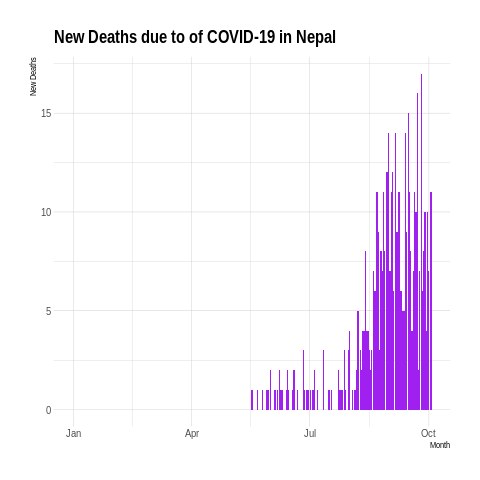 New Deaths due to of COVID-19 in Nepal
New Deaths
15
10
5
0
Jan Apr Jul Oct
Month